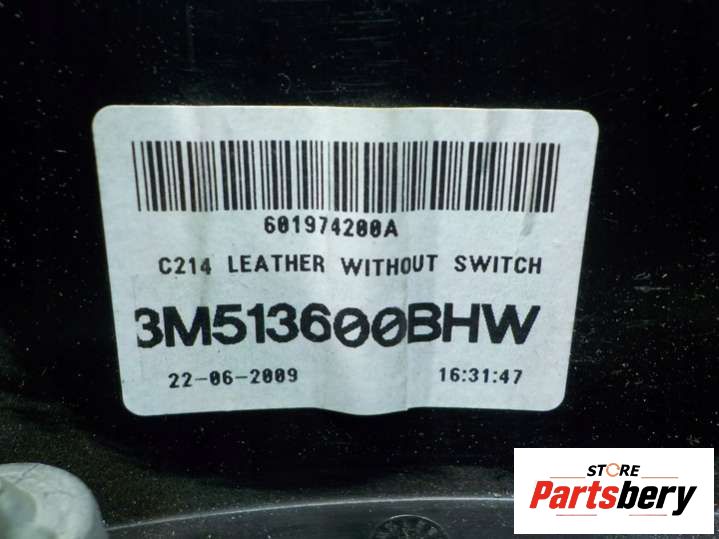 601974200A
C214 LEATHER WITHOUT SWITCH
3M513600BHW
22-06-2009 16:31:47
STORE
Partsbery